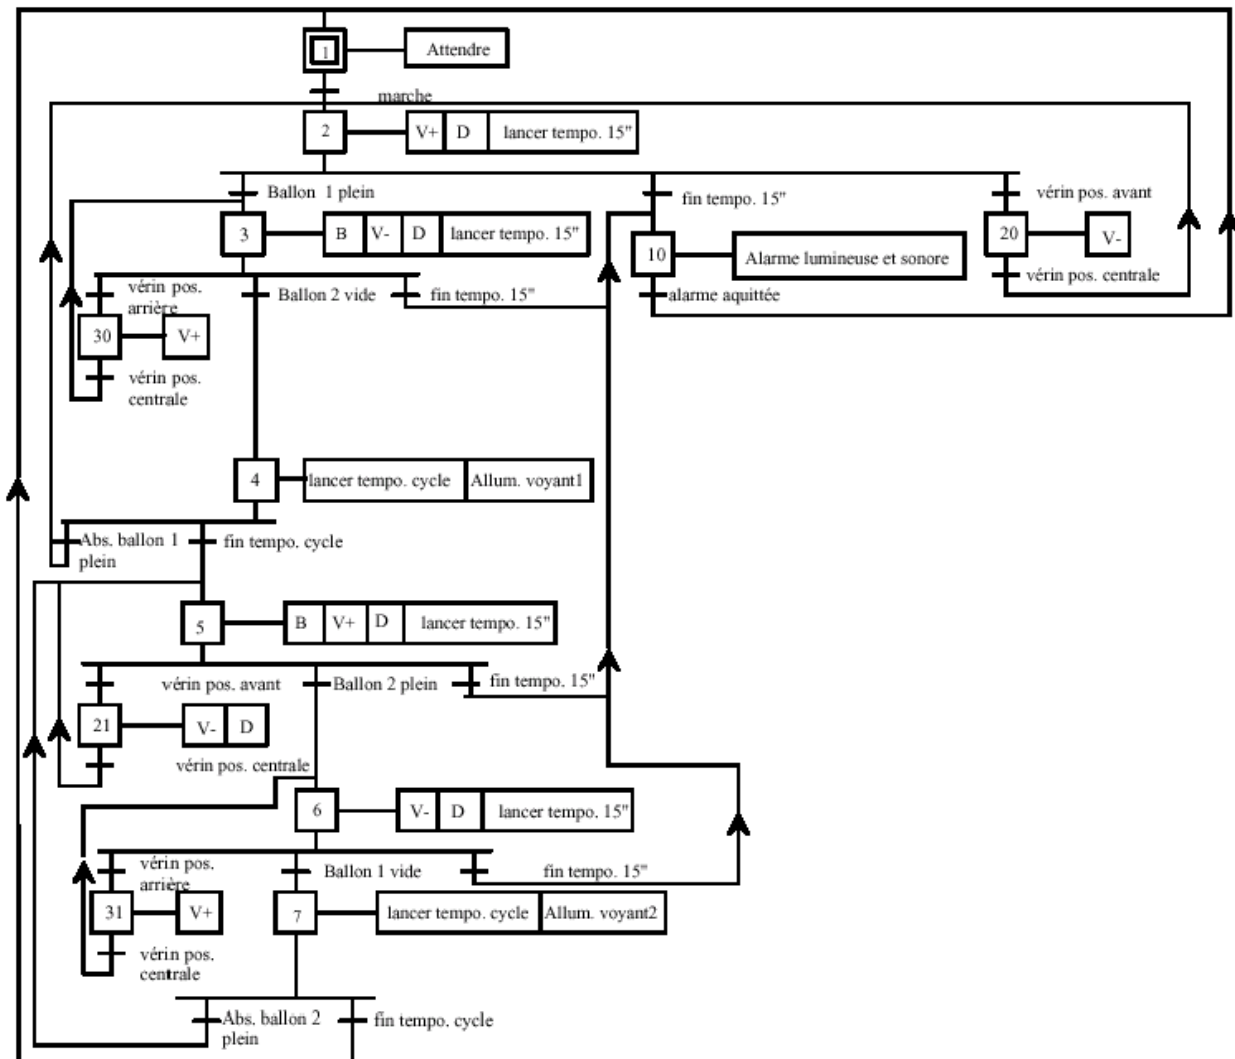 1
Attendre
marche
2
V+ D lancer tempo. 15"
Ballon 1 plein
fin tempo. 15"
vérin pos. avant
3
B V- D lancer tempo. 15"
10
Alarme lumineuse et sonore
20
V-
vérin pos.
arrière
Ballon 2 vide
fin tempo. 15"
alarme aquittée
vérin pos. centrale
30
V+
vérin pos.
centrale
4
lancer tempo. cycle Allum. voyant1
Abs. ballon 1
plein
fin tempo. cycle
5
B V+ D lancer tempo. 15"
vérin pos. avant
Ballon 2 plein
fin tempo. 15"
21
V- D
vérin pos. centrale
6
V- D lancer tempo. 15"
vérin pos.
arrière
Ballon 1 vide
fin tempo. 15"
31
V+
7
lancer tempo. cycle Allum. voyant2
vérin pos.
centrale
Abs. ballon 2
plein
fin tempo. cycle